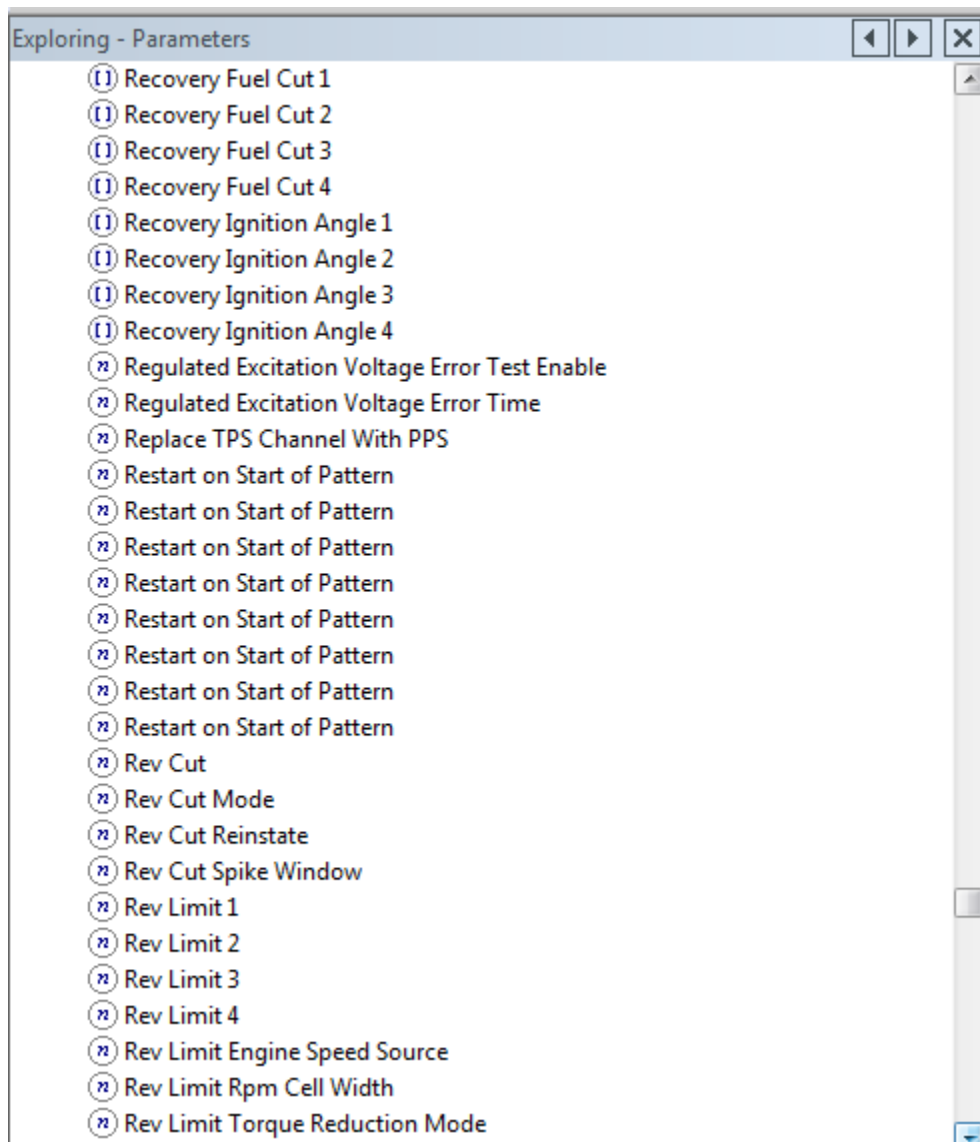 Exploring - Parameters
[ ] Recovery Fuel Cut 1
[ ] Recovery Fuel Cut 2
[ ] Recovery Fuel Cut 3
[ ] Recovery Fuel Cut 4
[ ] Recovery Ignition Angle 1
[ ] Recovery Ignition Angle 2
[ ] Recovery Ignition Angle 3
[ ] Recovery Ignition Angle 4
n Regulated Excitation Voltage Error Test Enable
n Regulated Excitation Voltage Error Time
n Replace TPS Channel With PPS
n Restart on Start of Pattern
n Restart on Start of Pattern
n Restart on Start of Pattern
n Restart on Start of Pattern
n Restart on Start of Pattern
n Restart on Start of Pattern
n Restart on Start of Pattern
n Restart on Start of Pattern
n Rev Cut
n Rev Cut Mode
n Rev Cut Reinstate
n Rev Cut Spike Window
n Rev Limit 1
n Rev Limit 2
n Rev Limit 3
n Rev Limit 4
n Rev Limit Engine Speed Source
n Rev Limit Rpm Cell Width
n Rev Limit Torque Reduction Mode